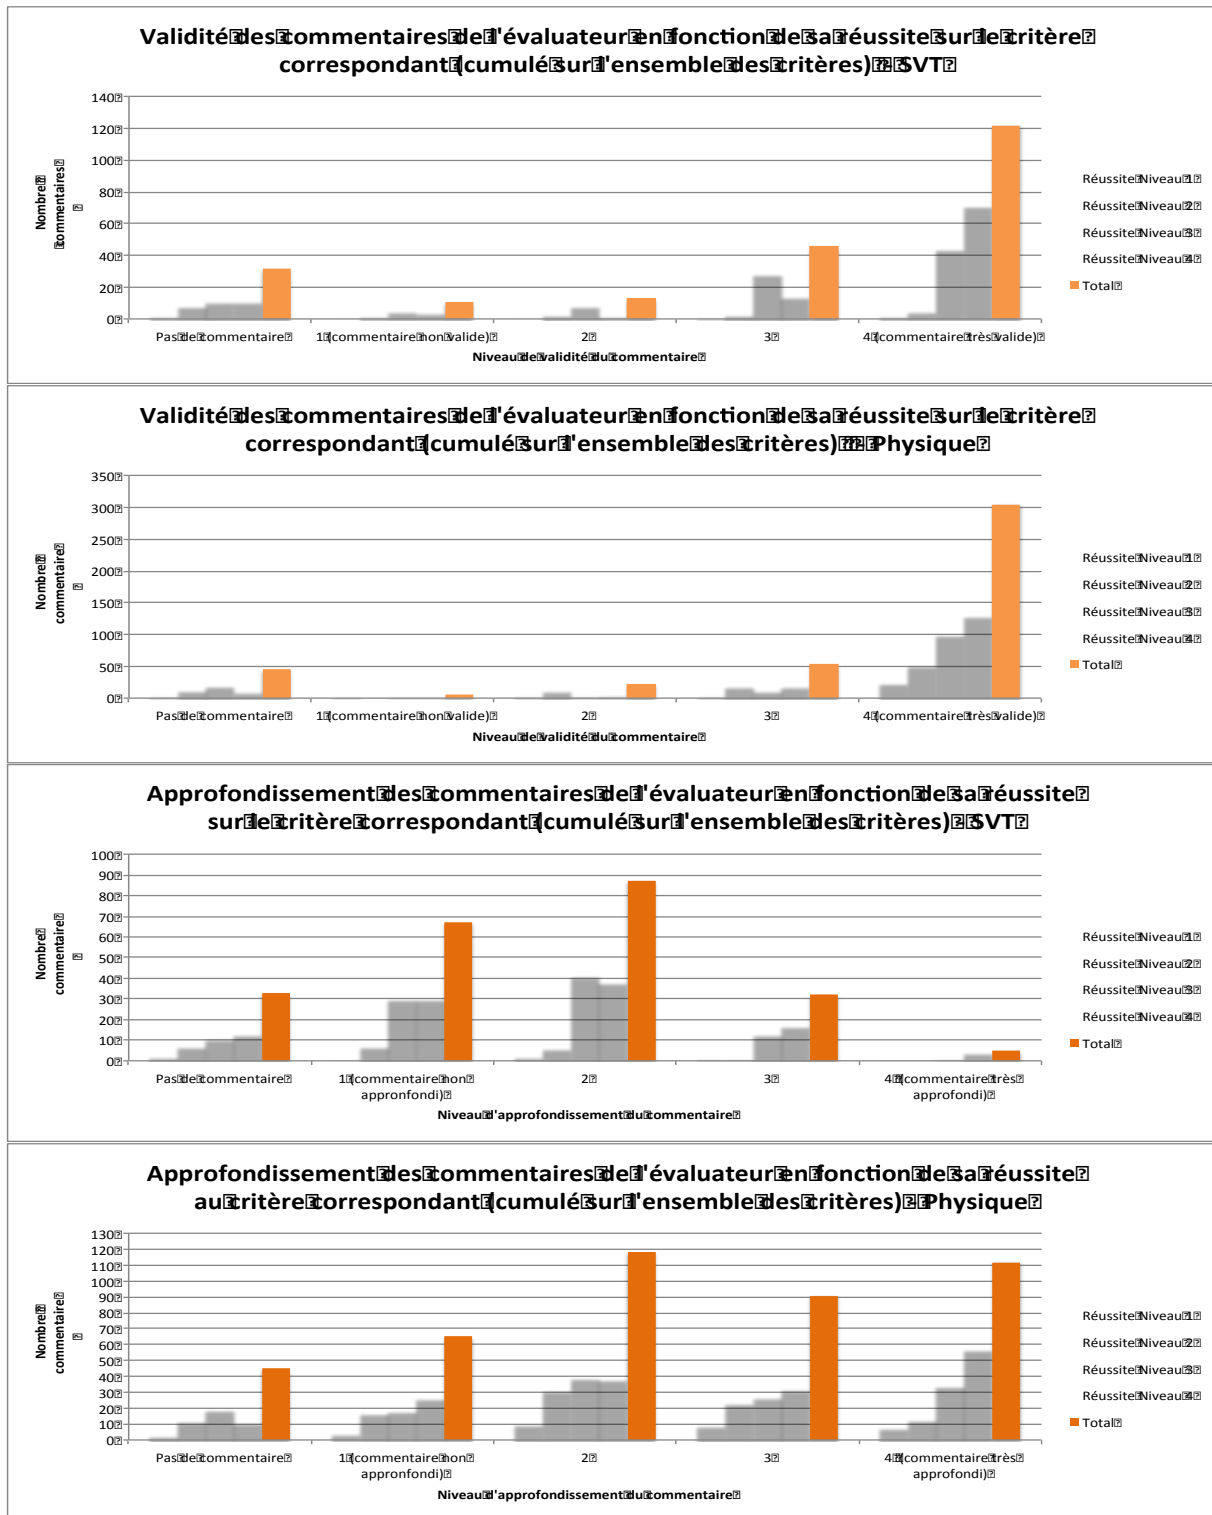 Validité des commentaires de l'évaluateur en fonction de sa réussite sur le critère
correspondant (cumulé sur l'ensemble des critères) - SVT
140
120
100
80
60
40
20
0
Nombre
commentaires
Pas de commentaire
1 (commentaire non valide)
2
3
4 (commentaire très valide)
Niveau de validité du commentaire
Réussite Niveau 1
Réussite Niveau 2
Réussite Niveau 3
Réussite Niveau 4
Total
Validité des commentaires de l'évaluateur en fonction de sa réussite sur le critère
correspondant (cumulé sur l'ensemble des critères) - Physique
350
300
250
200
150
100
50
0
Nombre
commentaire
Pas de commentaire
1 (commentaire non valide)
2
3
4 (commentaire très valide)
Niveau de validité du commentaire
Réussite Niveau 1
Réussite Niveau 2
Réussite Niveau 3
Réussite Niveau 4
Total
Approfondissement des commentaires de l'évaluateur en fonction de sa réussite
sur le critère correspondant (cumulé sur l'ensemble des critères) - SVT
100
90
80
70
60
50
40
30
20
10
0
Nombre
commentaire
Pas de commentaire
1 (commentaire non
appronfondi)
2
3
4 (commentaire très
approfondi)
Niveau d'approfondissement du commentaire
Réussite Niveau 1
Réussite Niveau 2
Réussite Niveau 3
Réussite Niveau 4
Total
Approfondissement des commentaires de l'évaluateur en fonction de sa réussite
au critère correspondant (cumulé sur l'ensemble des critères) - Physique
130
120
110
100
90
80
70
60
50
40
30
20
10
0
Nombre
commentaire
Pas de commentaire
1 (commentaire non
appronfondi)
2
3
4 (commentaire très
approfondi)
Niveau d'approfondissement du commentaire
Réussite Niveau 1
Réussite Niveau 2
Réussite Niveau 3
Réussite Niveau 4
Total